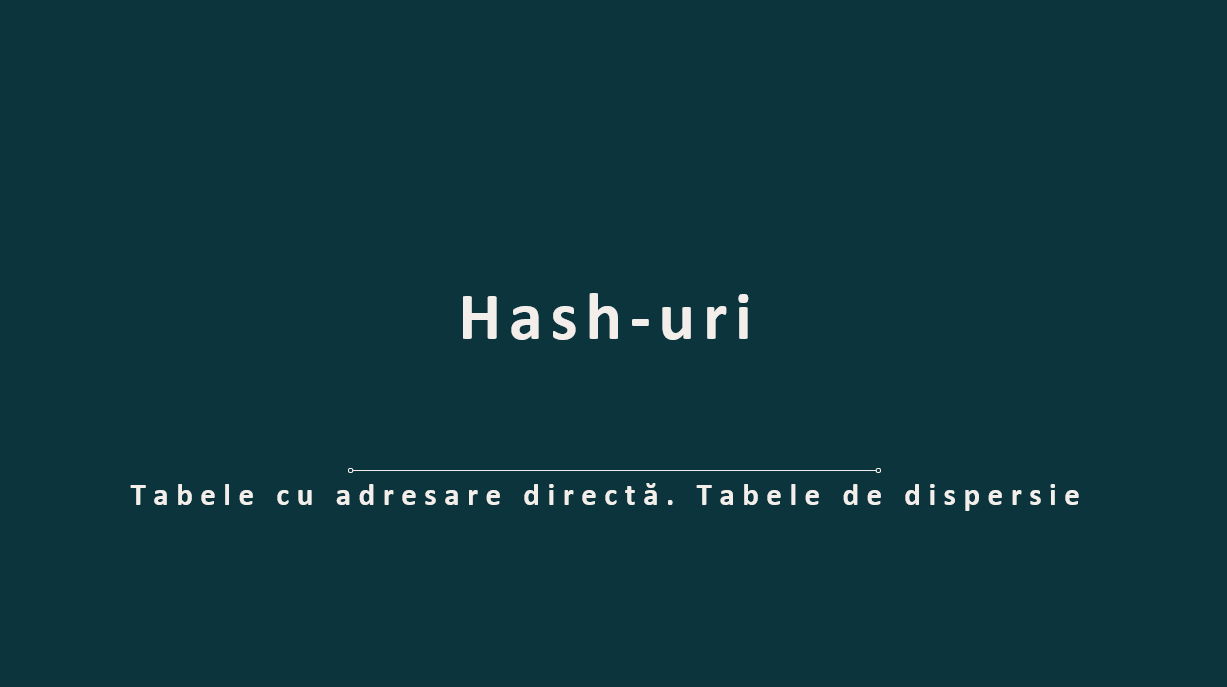 Hash-uri
Tabele cu adresare directă. Tabele de dispersie